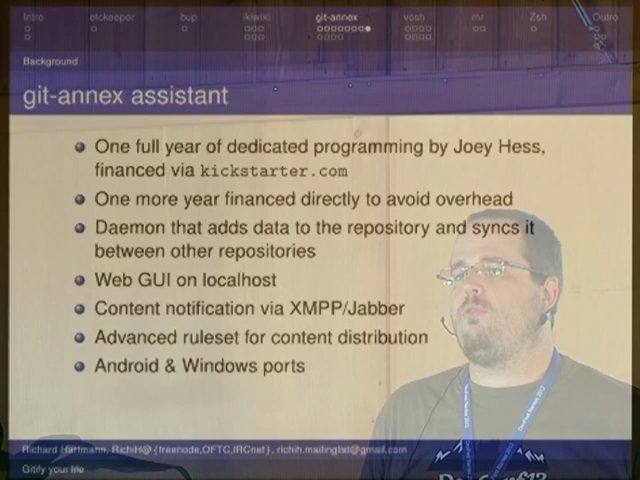 Intro etckeeper bup ikiwiki git-annex vcsh mr Zsh Outro
Background
git-annex assistant
One full year of dedicated programming by Joey Hess,
financed via kickstarter.com
One more year financed directly to avoid overhead
Daemon that adds data to the repository and syncs it
between other repositories
Web GUI on localhost
Content notification via XMPP/Jabber
Advanced ruleset for content distribution
Android & Windows ports
Richard Hartmann, RichiH@{freenode,OFTC,IRCnet}, richih.mailinglist@gmail.com
Gitify your life